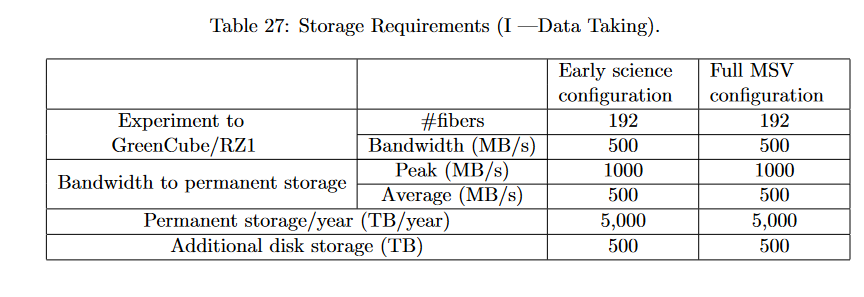 Table 27: Storage Requirements (I —Data Taking).
Early science Full MSV
configuration configuration
Experiment to #fibers 192 192
GreenCube/RZ1 Bandwidth (MB/s) 500 500
Bandwidth to permanent storage Peak (MB/s) 1000 1000
Average (MB/s) 500 500
Permanent storage/year (TB/year) 5,000 5,000
Additional disk storage (TB) 500 500